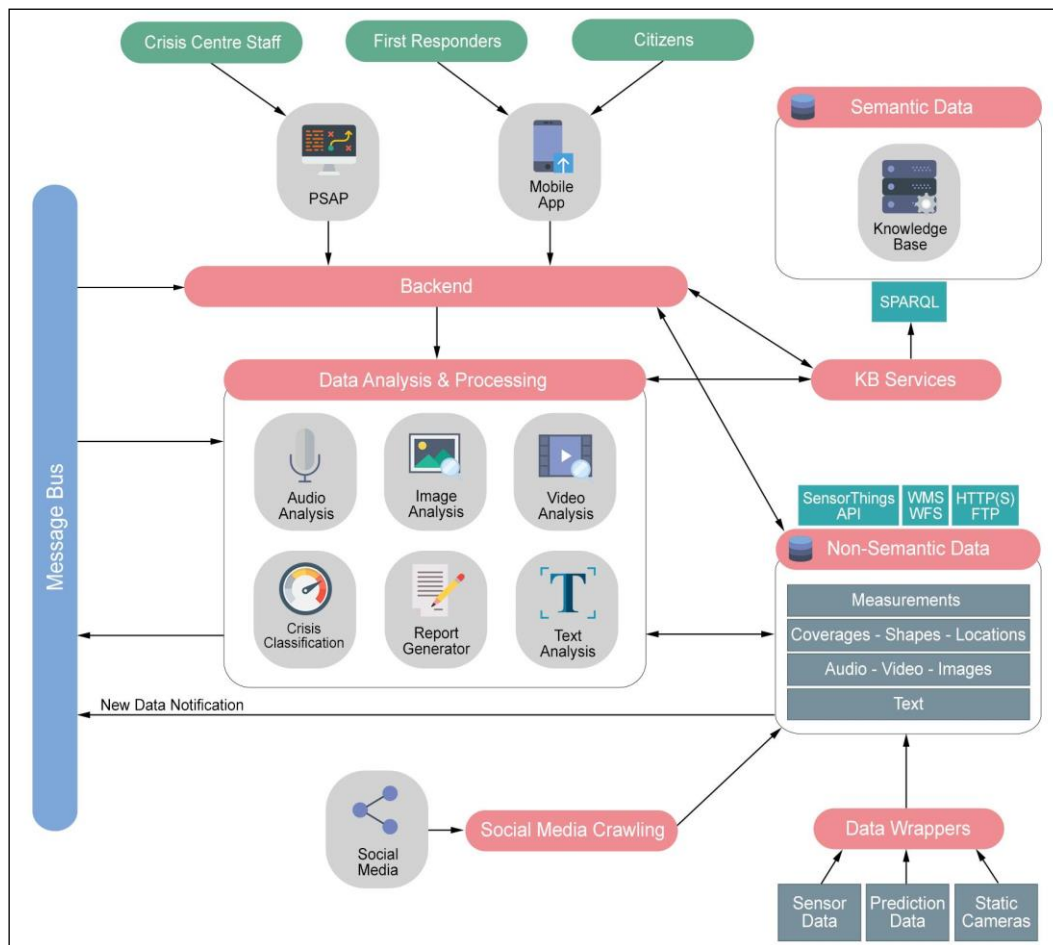 Crisis Centre Staff
First Responders
Citizens
Semantic Data
PSAP
Mobile
App
Knowledge
Base
Backend
SPARQL
Data Analysis & Processing
KB Services
Audio
Analysis
Image
Analysis
Video
Analysis
SensorThings
API
WMS
WFS
HTTP(S)
FTP
Message Bus
Non-Semantic Data
Measurements
Coverages - Shapes - Locations
Audio - Video - Images
Text
Crisis
Classification
Report
Generator
T
Text
Analysis
New Data Notification
Social
Media
Social Media Crawling
Data Wrappers
Sensor
Data
Prediction
Data
Static
Cameras